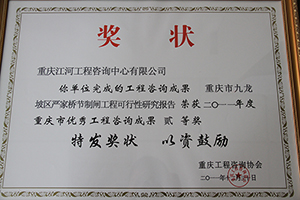 奖状
重庆江河工程咨询中心有限公司
你单位完成的工程咨询成果 重庆市九龙
坡区严家桥节制闸工程可行性研究报告 荣获二〇一一年度
重庆市优秀工程咨询成果 贰 等奖
特发奖状 以资鼓励
重庆工程咨询协会